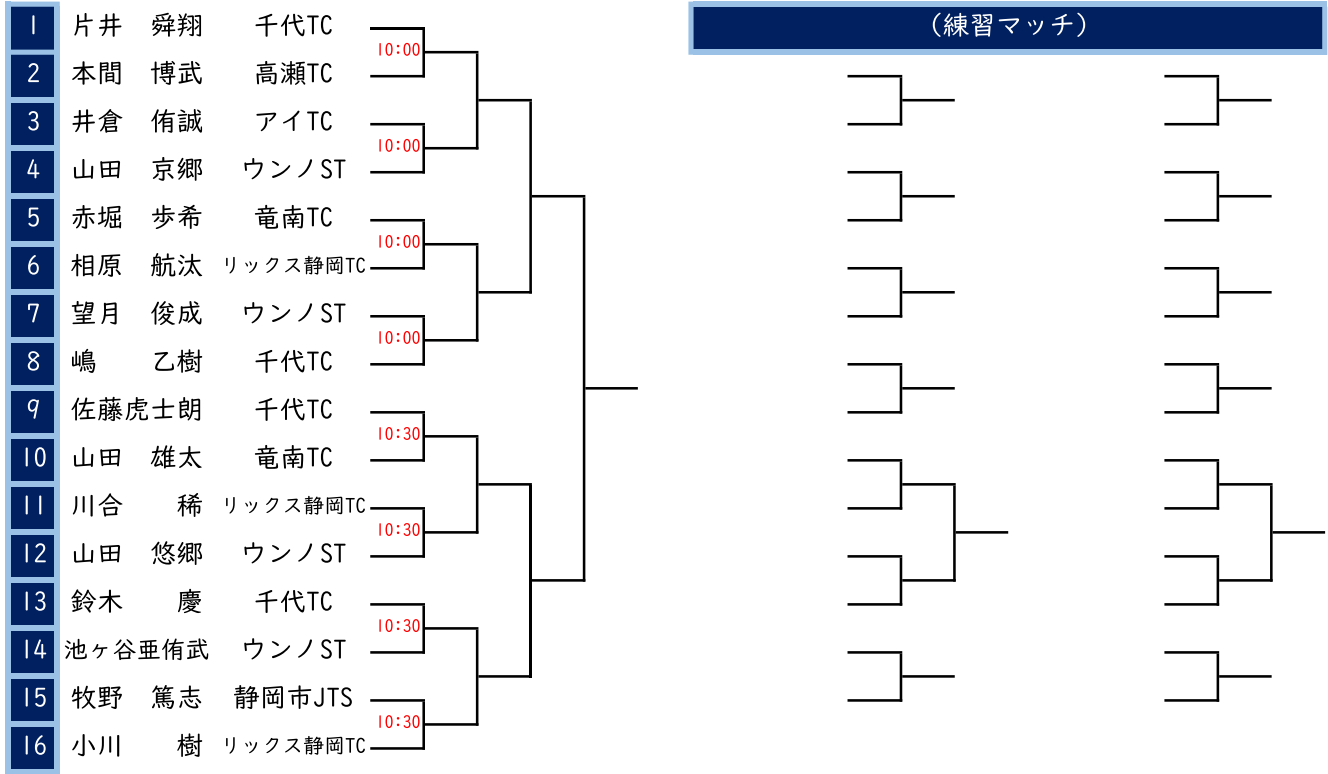 (練習マッチ)
1 片井 舜翔 千代TC
10:00
2 本間 博武 高瀬TC
3 井倉 侑誠 アイTC
10:00
4 山田 京郷 ウンノST
5 赤堀 歩希 竜南TC
10:00
6 相原 航汰 リックス静岡TC
7 望月 俊成 ウンノST
10:00
8 嶋 乙樹 千代TC
9 佐藤虎士朗 千代TC
10:30
10 山田 雄太 竜南TC
11 川合 稀 リックス静岡TC
10:30
12 山田 悠郷 ウンノST
13 鈴木 慶 千代TC
10:30
14 池ヶ谷亜侑武 ウンノST
15 牧野 篤志 静岡市JTS
10:30
16 小川 樹 リックス静岡TC